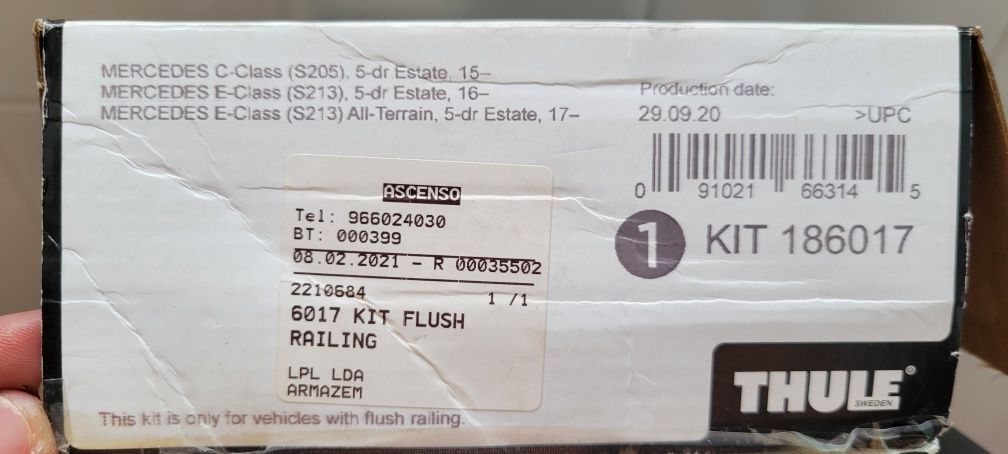 MERCEDES C-Class (S205), 5-dr Estate, 15–
MERCEDES E-Class (S213), 5-dr Estate, 16–
MERCEDES E-Class (S213) All-Terrain, 5-dr Estate, 17–
Production date:
29.09.20 >UPC
0 91021 66314 5
1 KIT 186017
ASCENSO
Tel: 966024030
BT: 000399
08.02.2021 - R 00035502
2210684 1 /1
6017 KIT FLUSH
RAILING
LPL LDA
ARMAZEM
This kit is only for vehicles with flush railing.
THULE®
SWEDEN